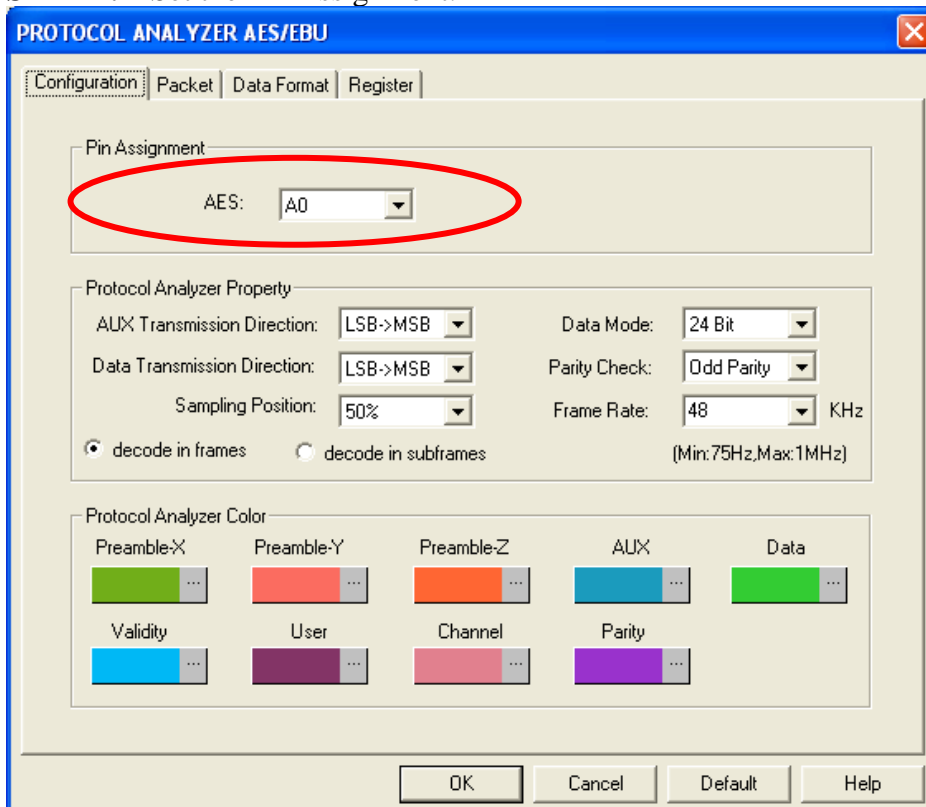 PROTOCOL ANALYZER AES/EBU
Configuration Packet Data Format Register
Pin Assignment
AES: A0
Protocol Analyzer Property
AUX Transmission Direction: LSB->MSB Data Mode: 24 Bit
Data Transmission Direction: LSB->MSB Parity Check: Odd Parity
Sampling Position: 50% Frame Rate: 48 KHz
decode in frames decode in subframes (Min:75Hz,Max:1MHz)
Protocol Analyzer Color
Preamble-X Preamble-Y Preamble-Z AUX Data
... ... ... ... ...
Validity User Channel Parity
... ... ... ...
OK Cancel Default Help